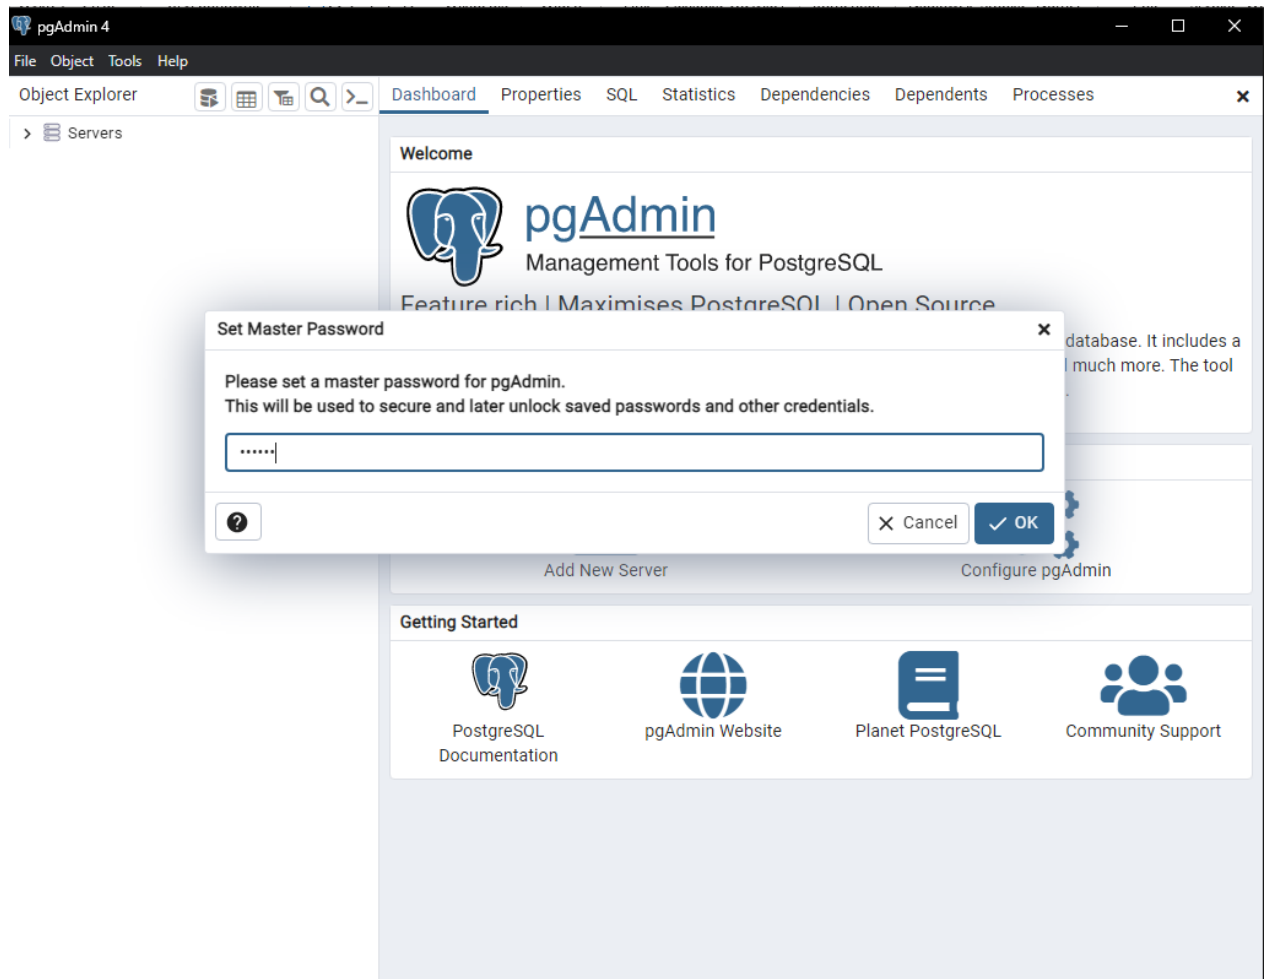 pgAdmin 4
File Object Tools Help
Object Explorer
Dashboard Properties SQL Statistics Dependencies Dependents Processes
Servers
Welcome
pgAdmin
Management Tools for PostgreSQL
Feature rich | Maximises PostgreSQL | Open Source
Set Master Password
database. It includes a
much more. The tool
Please set a master password for pgAdmin.
This will be used to secure and later unlock saved passwords and other credentials.
••••••
Cancel OK
Add New Server Configure pgAdmin
Getting Started
PostgreSQL
Documentation
pgAdmin Website
Planet PostgreSQL
Community Support